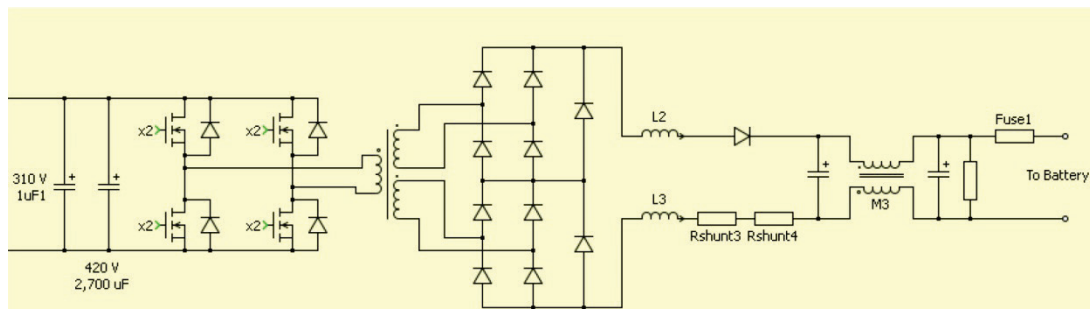 L2
Fuse1
x2
x2
310 V
1uF1
To Battery
L3
M3
x2
x2
Rshunt3
Rshunt4
420 V
2,700 uF